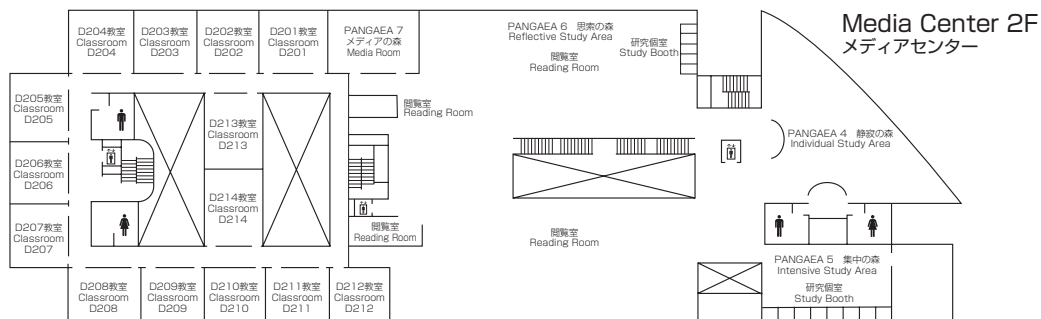 Media Center 2F
メディアセンター
D204教室
Classroom
D204
D203教室
Classroom
D203
D202教室
Classroom
D202
D201教室
Classroom
D201
PANGAEA 7
メディアの森
Media Room
PANGAEA 6 思索の森
Reflective Study Area
研究個室
Study Booth
閲覧室
Reading Room
D205教室
Classroom
D205
閲覧室
Reading Room
D213教室
Classroom
D213
PANGAEA 4 静寂の森
Individual Study Area
D206教室
Classroom
D206
D214教室
Classroom
D214
D207教室
Classroom
D207
閲覧室
Reading Room
閲覧室
Reading Room
PANGAEA 5 集中の森
Intensive Study Area
研究個室
Study Booth
D208教室
Classroom
D208
D209教室
Classroom
D209
D210教室
Classroom
D210
D211教室
Classroom
D211
D212教室
Classroom
D212